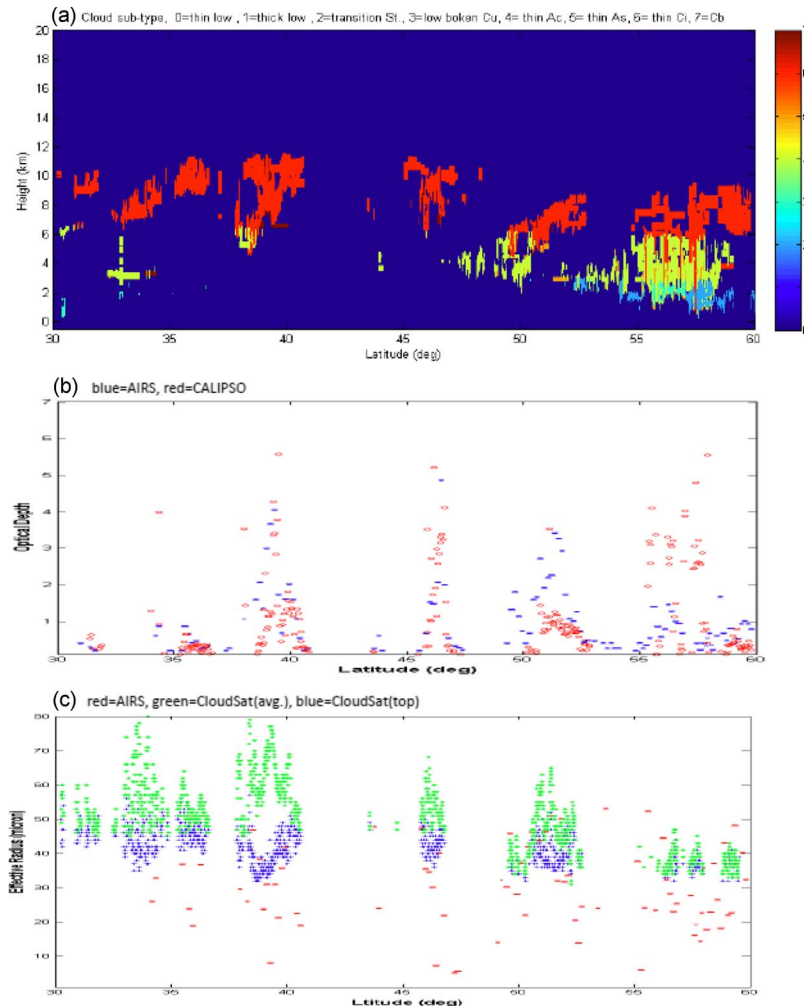 (a) Cloud sub-type, 0=thin low , 1=thick low , 2=transition St., 3=low boken Cu, 4= thin Ac, 5= thin As, 6= thin Ci, 7=Cb
20
18
16
14
12
10
8
6
4
2
0
Height (km)
30 35 40 45 50 55 60
Latitude (deg)
(b) blue=AIRS, red=CALIPSO
7
6
5
4
3
2
1
Optical Depth
30 35 40 45 50 55 60
Latitude (deg)
(c) red=AIRS, green=CloudSat(avg.), blue=CloudSat(top)
80
70
60
50
40
30
20
10
Effective Radius (micron)
30 35 40 45 50 55 60
Ltitude (deg)